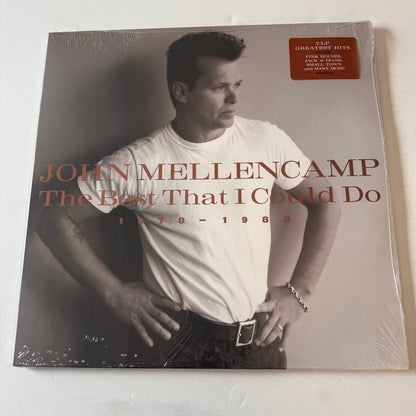 2-LP
GREATEST HITS
PINK HOUSES,
JACK & DIANE,
SMALL TOWN
and MANY MORE
JOHN MELLENCAMP
The Best That I Could Do
1978-1988